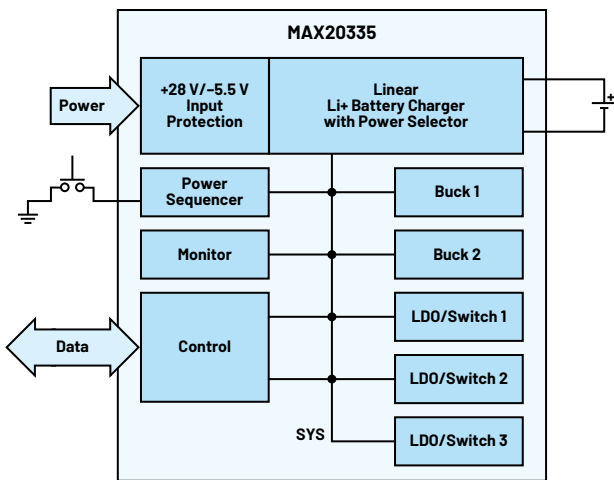 MAX20335
Power
+28 V/–5.5 V
Input
Protection
Linear
Li+ Battery Charger
with Power Selector
+
Power
Sequencer
Buck 1
Monitor
Buck 2
Data
Control
LDO/Switch 1
LDO/Switch 2
SYS
LDO/Switch 3